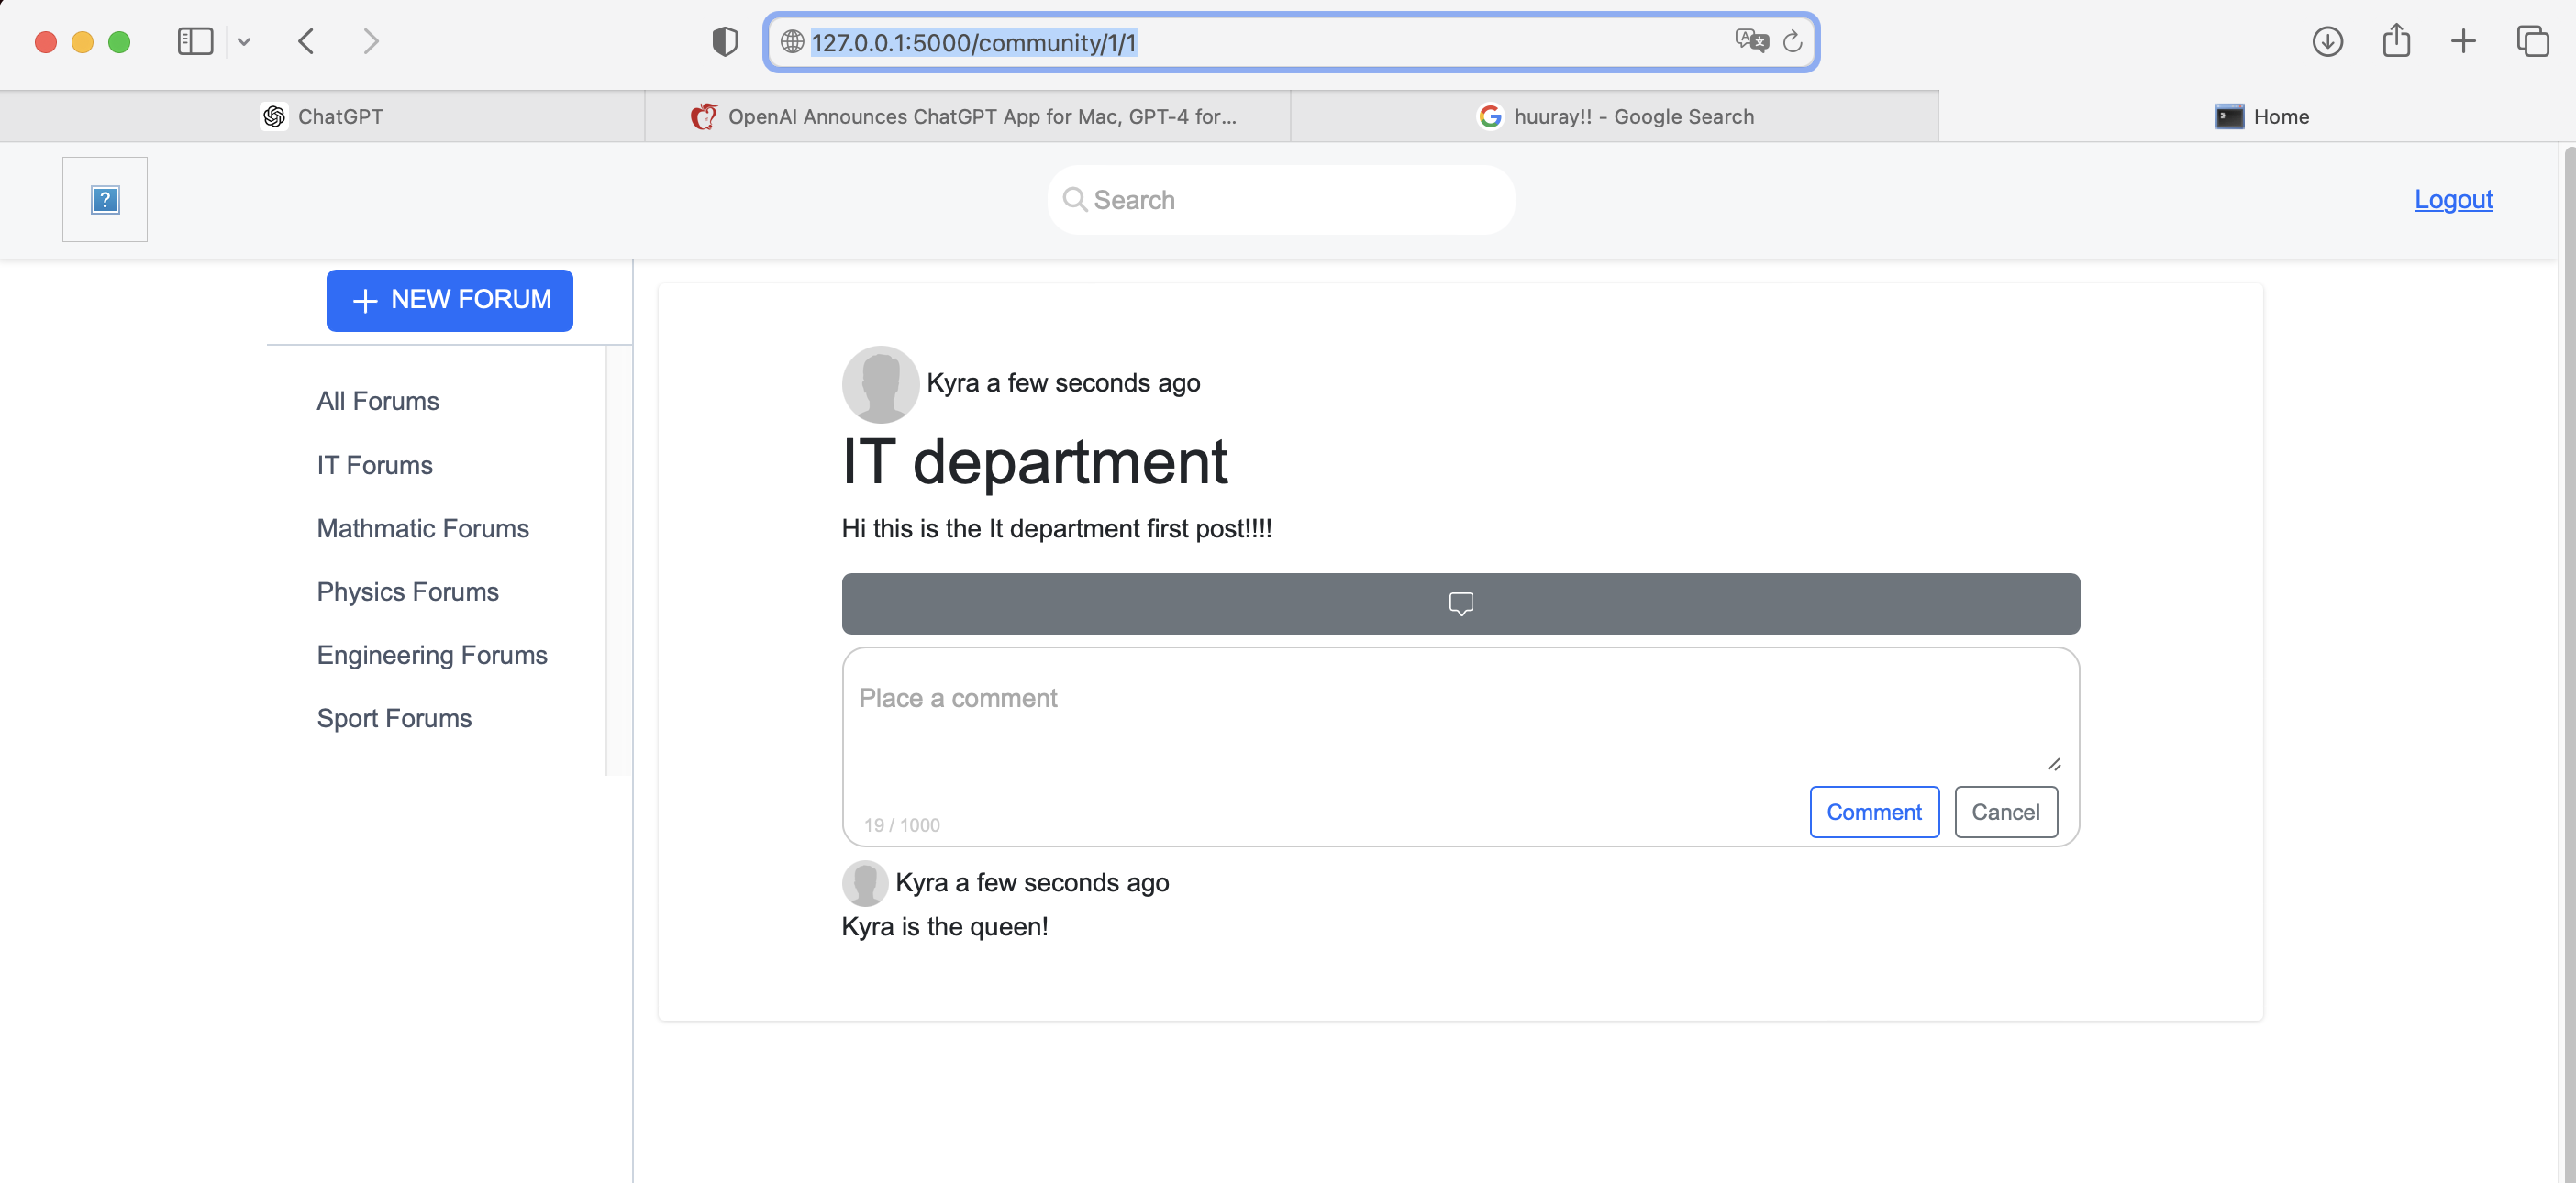 127.0.0.1:5000/community/1/1
ChatGPT
OpenAI Announces ChatGPT App for Mac, GPT-4 for...
huuray!! - Google Search
Home
Search
Logout
NEW FORUM
All Forums
IT Forums
Mathmatic Forums
Physics Forums
Engineering Forums
Sport Forums
Kyra a few seconds ago
IT department
Hi this is the It department first post!!!!
Place a comment
19 / 1000
Comment
Cancel
Kyra a few seconds ago
Kyra is the queen!